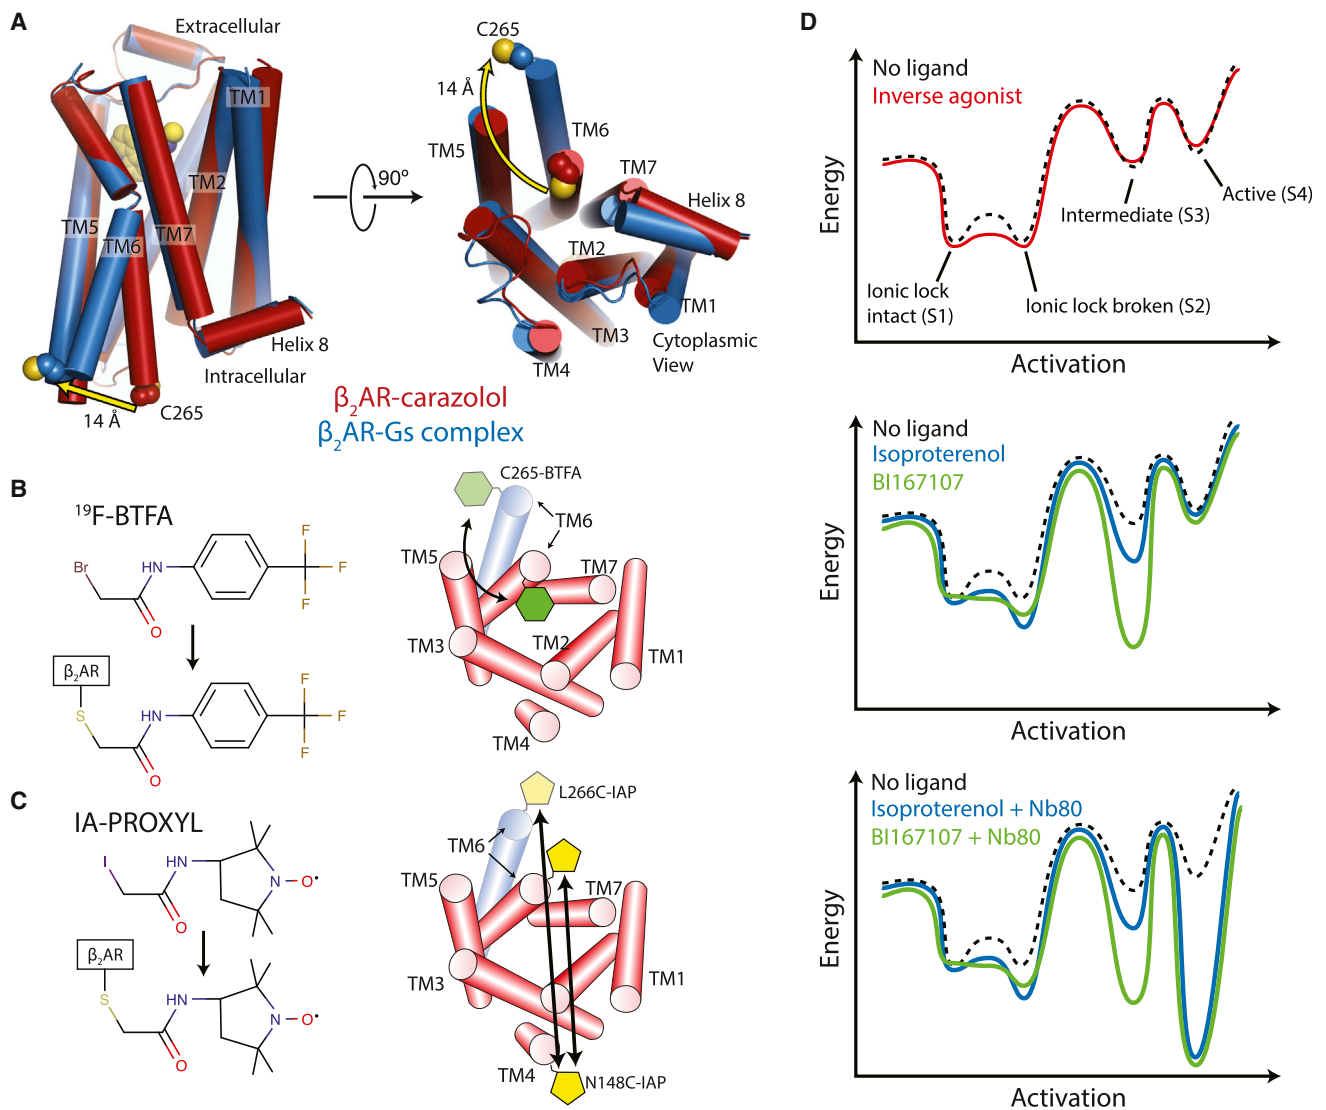 A
Extracellular
TM1
TM2
TM5
TM6
TM7
Helix 8
Intracellular
14 Å
C265
90°
C265
14 Å
TM6
TM5
TM7
Helix 8
TM2
TM1
TM3
Cytoplasmic
View
TM4
β₂AR-carazolol
β₂AR-Gs complex
B
¹⁹F-BTFA
Br
HN
O
F
F
F
β₂AR
S
HN
O
F
F
F
C265-BTFA
TM6
TM5
TM7
TM3
TM2
TM1
TM4
C
IA-PROXYL
I
HN
O
N
O•
β₂AR
S
HN
O
N
O•
L266C-IAP
TM6
TM5
TM7
TM3
TM1
TM4
N148C-IAP
D
No ligand
Inverse agonist
Energy
Active (S4)
Intermediate (S3)
Ionic lock
intact (S1)
Ionic lock broken (S2)
Activation
No ligand
Isoproterenol
BI167107
Energy
Activation
No ligand
Isoproterenol + Nb80
BI167107 + Nb80
Energy
Activation